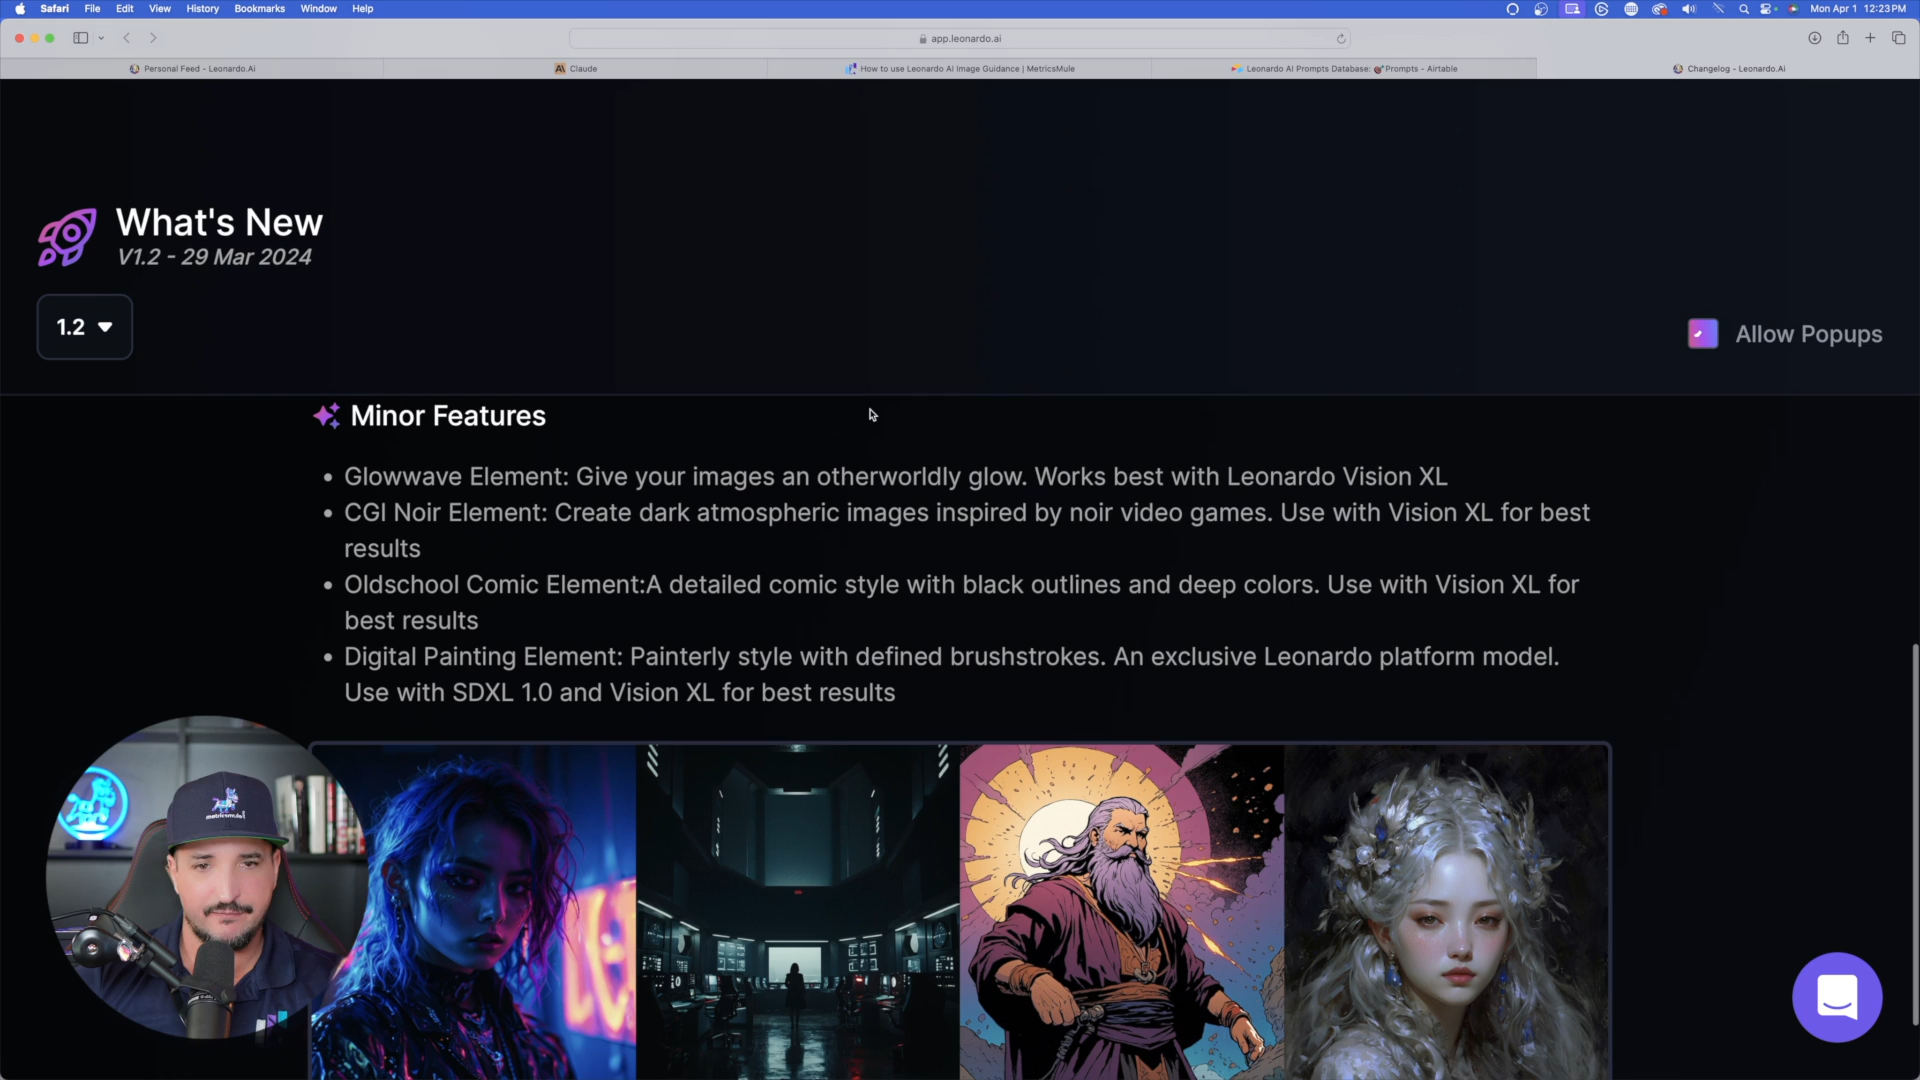 Safari File Edit View History Bookmarks Window Help Mon Apr 1 12:23 PM
app.leonardo.ai
Personal Feed - Leonardo.Ai
Claude
How to use Leonardo AI Image Guidance | MetricsMule
Leonardo AI Prompts Database: 🎯Prompts - Airtable
Changelog - Leonardo.Ai
What's New
V1.2 - 29 Mar 2024
1.2
Allow Popups
Minor Features
• Glowwave Element: Give your images an otherworldly glow. Works best with Leonardo Vision XL
• CGI Noir Element: Create dark atmospheric images inspired by noir video games. Use with Vision XL for best
results
• Oldschool Comic Element:A detailed comic style with black outlines and deep colors. Use with Vision XL for
best results
• Digital Painting Element: Painterly style with defined brushstrokes. An exclusive Leonardo platform model.
Use with SDXL 1.0 and Vision XL for best results
metricsmule